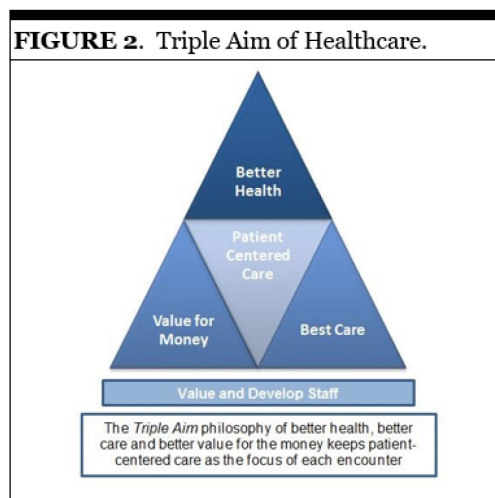 FIGURE 2. Triple Aim of Healthcare.
Better
Health
Patient
Centered
Care
Value for
Money
Best Care
Value and Develop Staff
The Triple Aim philosophy of better health, better
care and better value for the money keeps patient-
centered care as the focus of each encounter